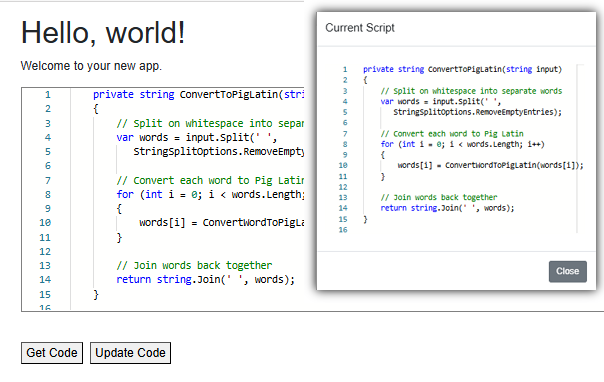 Hello, world!
Welcome to your new app.
1 private string ConvertToPigLatin(stri
2 {
3 // Split on whitespace into separ
4 var words = input.Split(' ',
5 StringSplitOptions.RemoveEmpty
6
7 // Convert each word to Pig Latin
8 for (int i = 0; i < words.Length;
9 {
10 words[i] = ConvertWordToPigLa
11 }
12
13 // Join words back together
14 return string.Join(' ', words);
15 }
16
Get Code Update Code
Current Script
1 private string ConvertToPigLatin(string input)
2 {
3 // Split on whitespace into separate words
4 var words = input.Split(' ',
5 StringSplitOptions.RemoveEmptyEntries);
6
7 // Convert each word to Pig Latin
8 for (int i = 0; i < words.Length; i++)
9 {
10 words[i] = ConvertWordToPigLatin(words[i]);
11 }
12
13 // Join words back together
14 return string.Join(' ', words);
15 }
16
Close